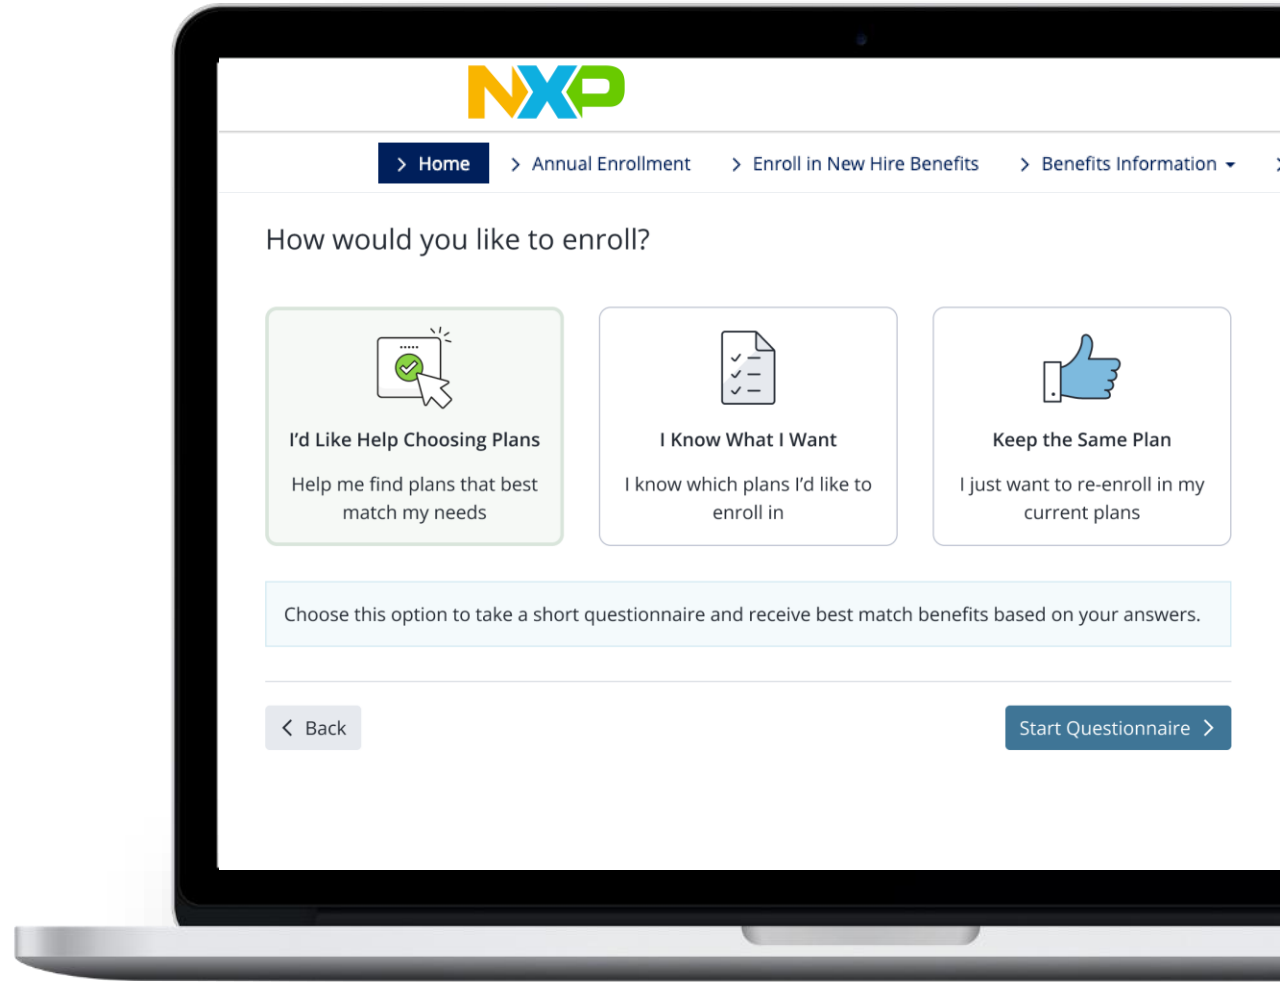 NXP
Home
Annual Enrollment
Enroll in New Hire Benefits
Benefits Information
How would you like to enroll?
I'd Like Help Choosing Plans
Help me find plans that best
match my needs
I Know What I Want
I know which plans I'd like to
enroll in
Keep the Same Plan
I just want to re-enroll in my
current plans
Choose this option to take a short questionnaire and receive best match benefits based on your answers.
Back
Start Questionnaire